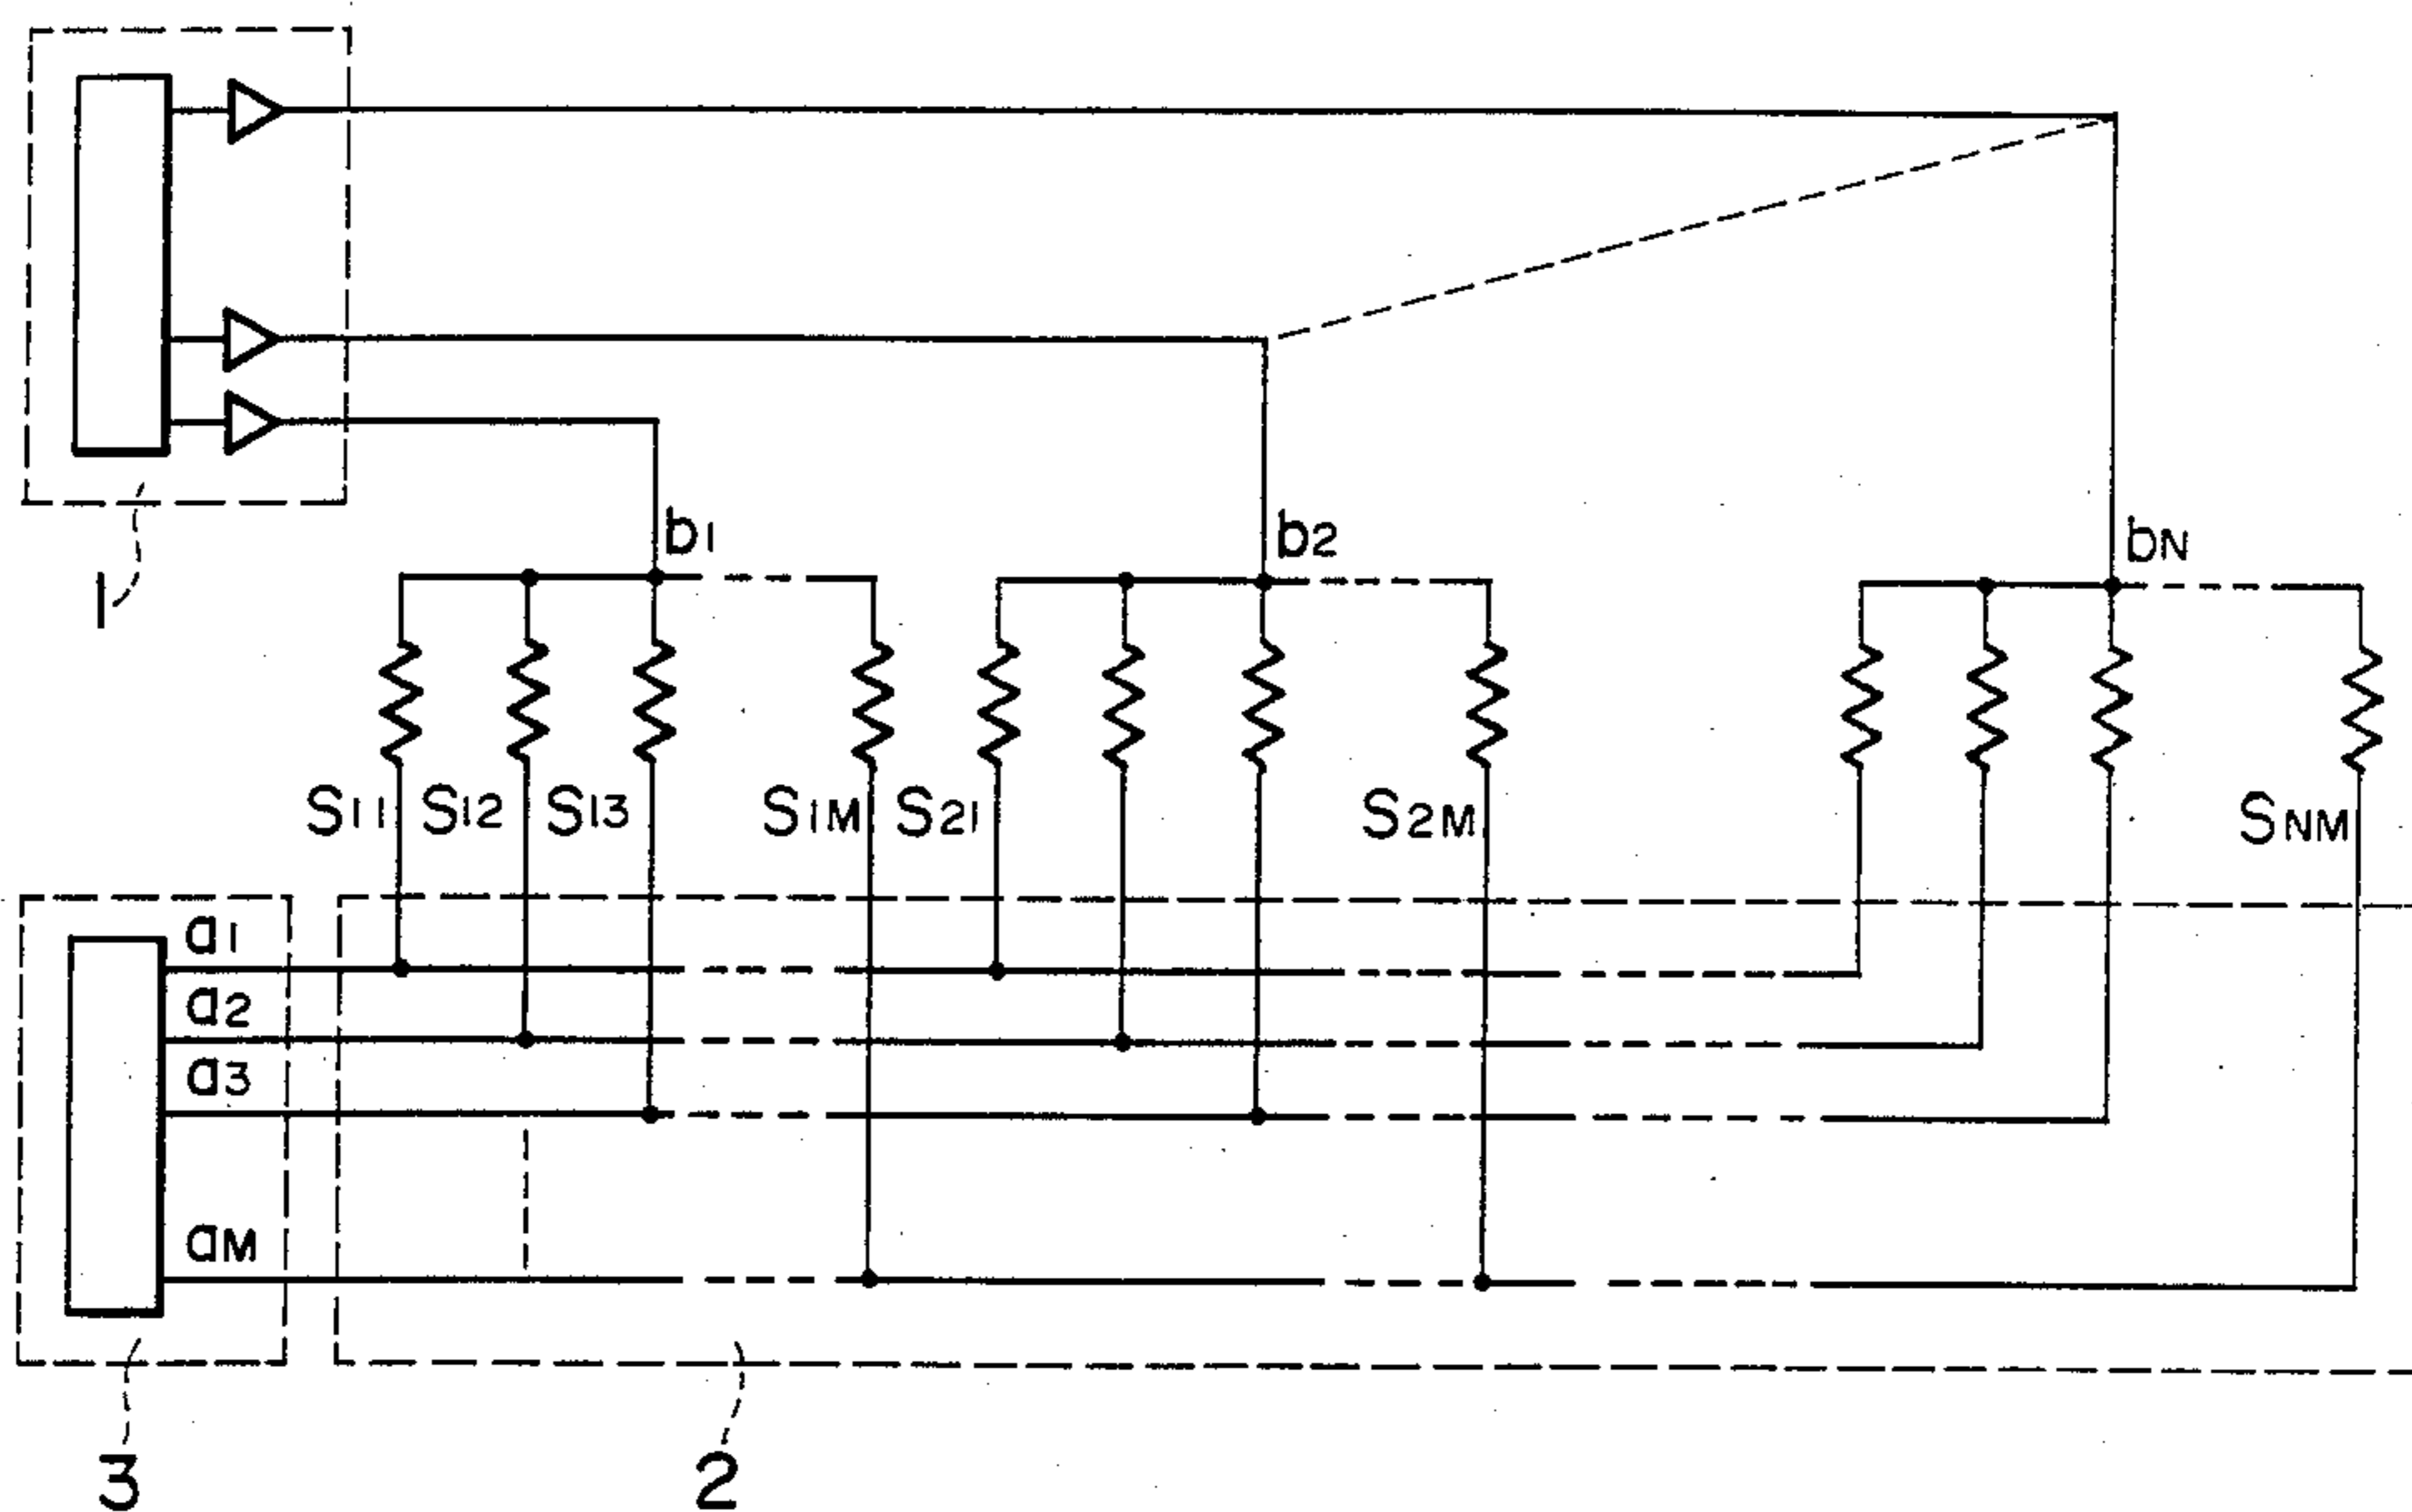 1
b1
b2
bN
S11 S12 S13 S1M S21 S2M SNM
a1
a2
a3
aM
3
2